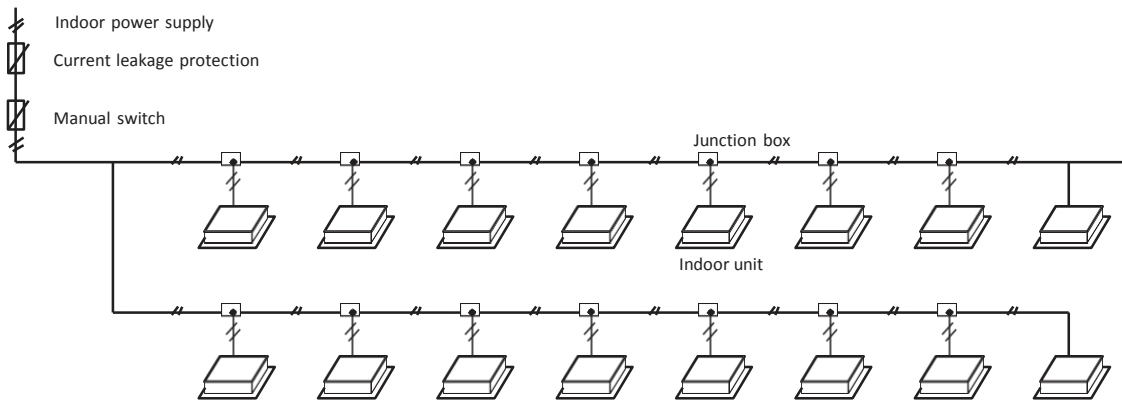 Indoor power supply
Current leakage protection
Manual switch
Junction box
Indoor unit